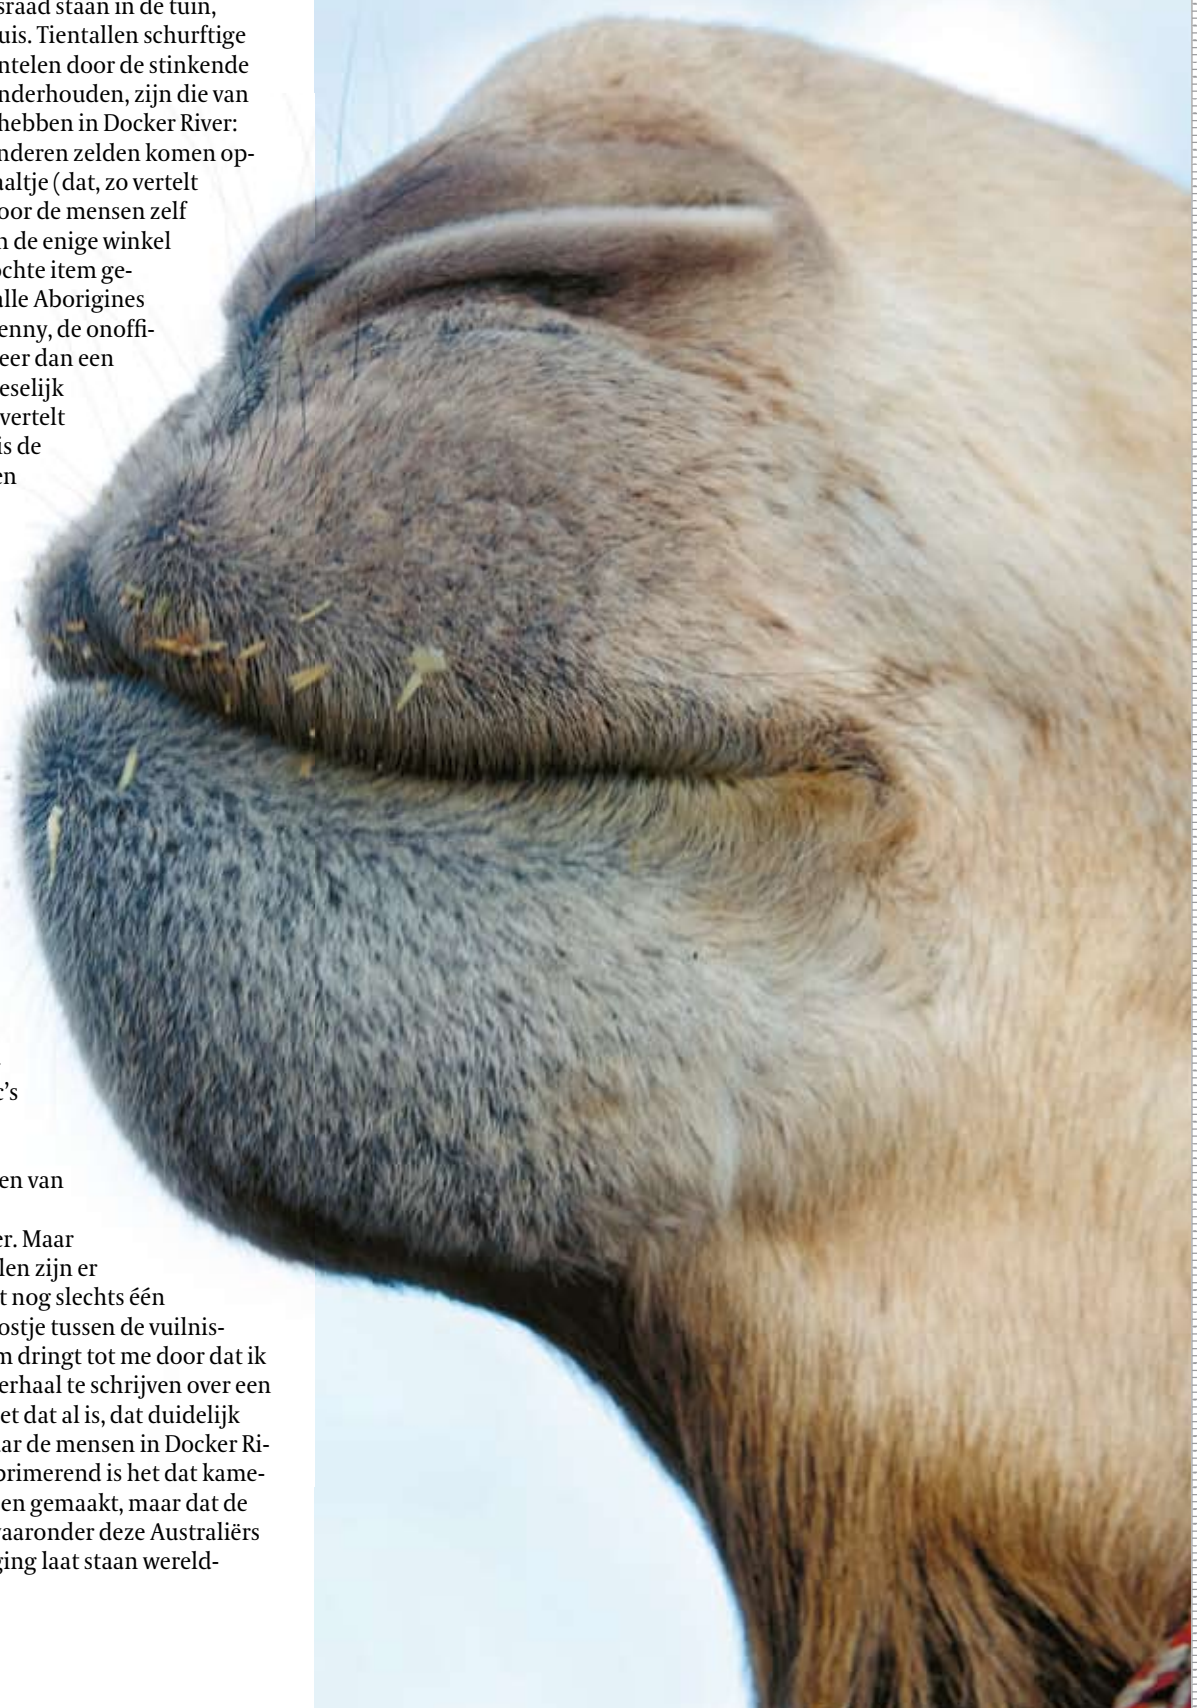 sraad staan in de tuin,
uis. Tientallen schurftige
ntelen door de stinkende
nderhouden, zijn die van
hebben in Docker River:
nderen zelden komen op-
aaltje (dat, zo vertelt
oor de mensen zelf
n de enige winkel
ochte item ge-
alle Aborigines
enny, de onoffi-
eer dan een
eselijk
vertelt
is de
en
c’s
en van
er. Maar
len zijn er
t nog slechts één
ostje tussen de vuilnis-
m dringt tot me door dat ik
erhaal te schrijven over een
et dat al is, dat duidelijk
ar de mensen in Docker Ri-
primerend is het dat kame-
en gemaakt, maar dat de
aaronder deze Australiërs
ging laat staan wereld-